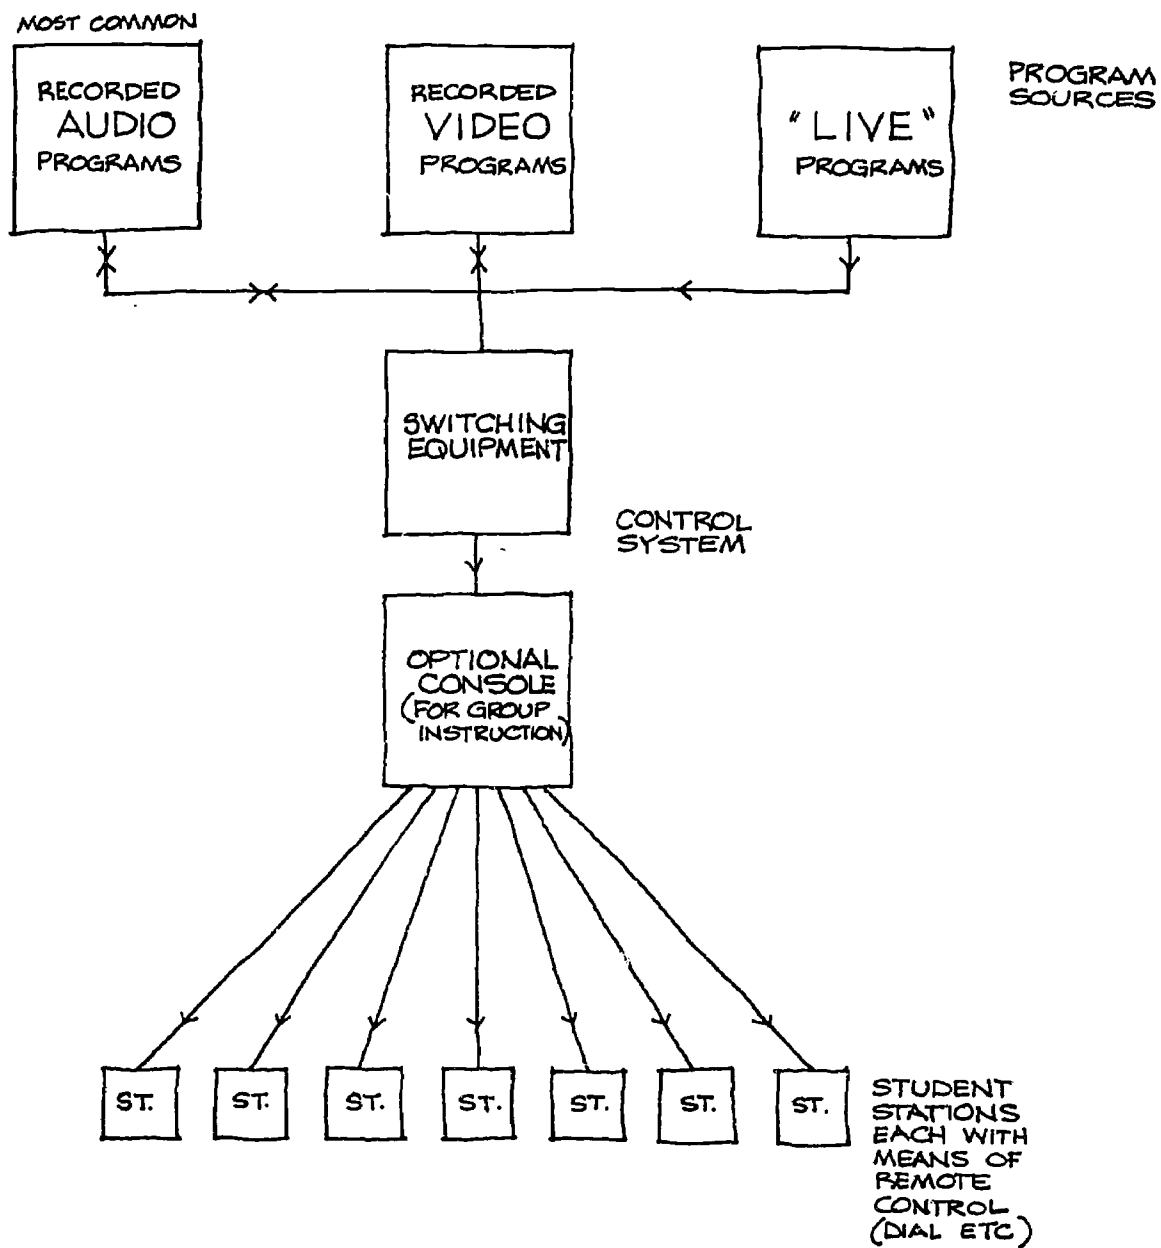 MOST COMMON
RECORDED
AUDIO
PROGRAMS
RECORDED
VIDEO
PROGRAMS
"LIVE"
PROGRAMS
PROGRAM
SOURCES
SWITCHING
EQUIPMENT
CONTROL
SYSTEM
OPTIONAL
CONSOLE
(FOR GROUP
INSTRUCTION)
ST.
ST.
ST.
ST.
ST.
ST.
ST.
STUDENT
STATIONS
EACH WITH
MEANS OF
REMOTE
CONTROL
(DIAL ETC)